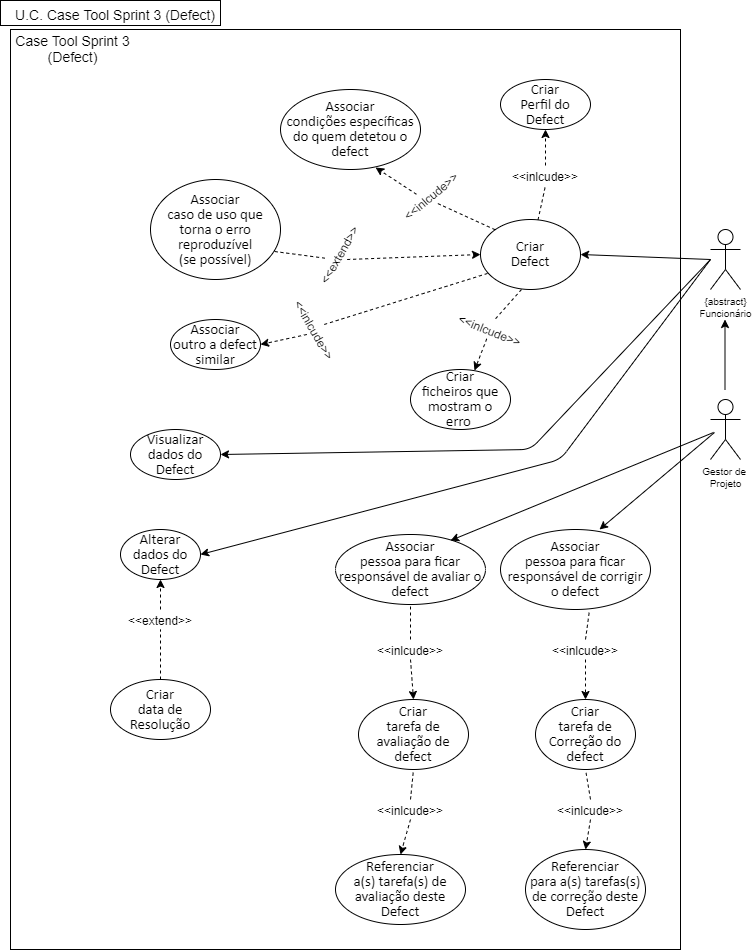 U.C. Case Tool Sprint 3 (Defect)
Case Tool Sprint 3
(Defect)
Associar
condições específicas
do quem detetou o
defect
Criar
Perfil do
Defect
<<inlcude>>
<<inlcude>>
Associar
caso de uso que
torna o erro
reproduzível
(se possível)
<<extend>>
Criar
Defect
{abstract}
Funcionário
<<inlcude>>
<<inlcude>>
Associar
outro a defect
similar
Criar
ficheiros que
mostram o
erro
Visualizar
dados do
Defect
Gestor de
Projeto
Alterar
dados do
Defect
Associar
pessoa para ficar
responsável de avaliar o
defect
Associar
pessoa para ficar
responsável de corrigir
o defect
<<extend>>
<<inlcude>>
<<inlcude>>
Criar
data de
Resolução
Criar
tarefa de
avaliação de
defect
Criar
tarefa de
Correção do
defect
<<inlcude>>
<<inlcude>>
Referenciar
a(s) tarefa(s) de
avaliação deste
Defect
Referenciar
para a(s) tarefas(s)
de correção deste
Defect